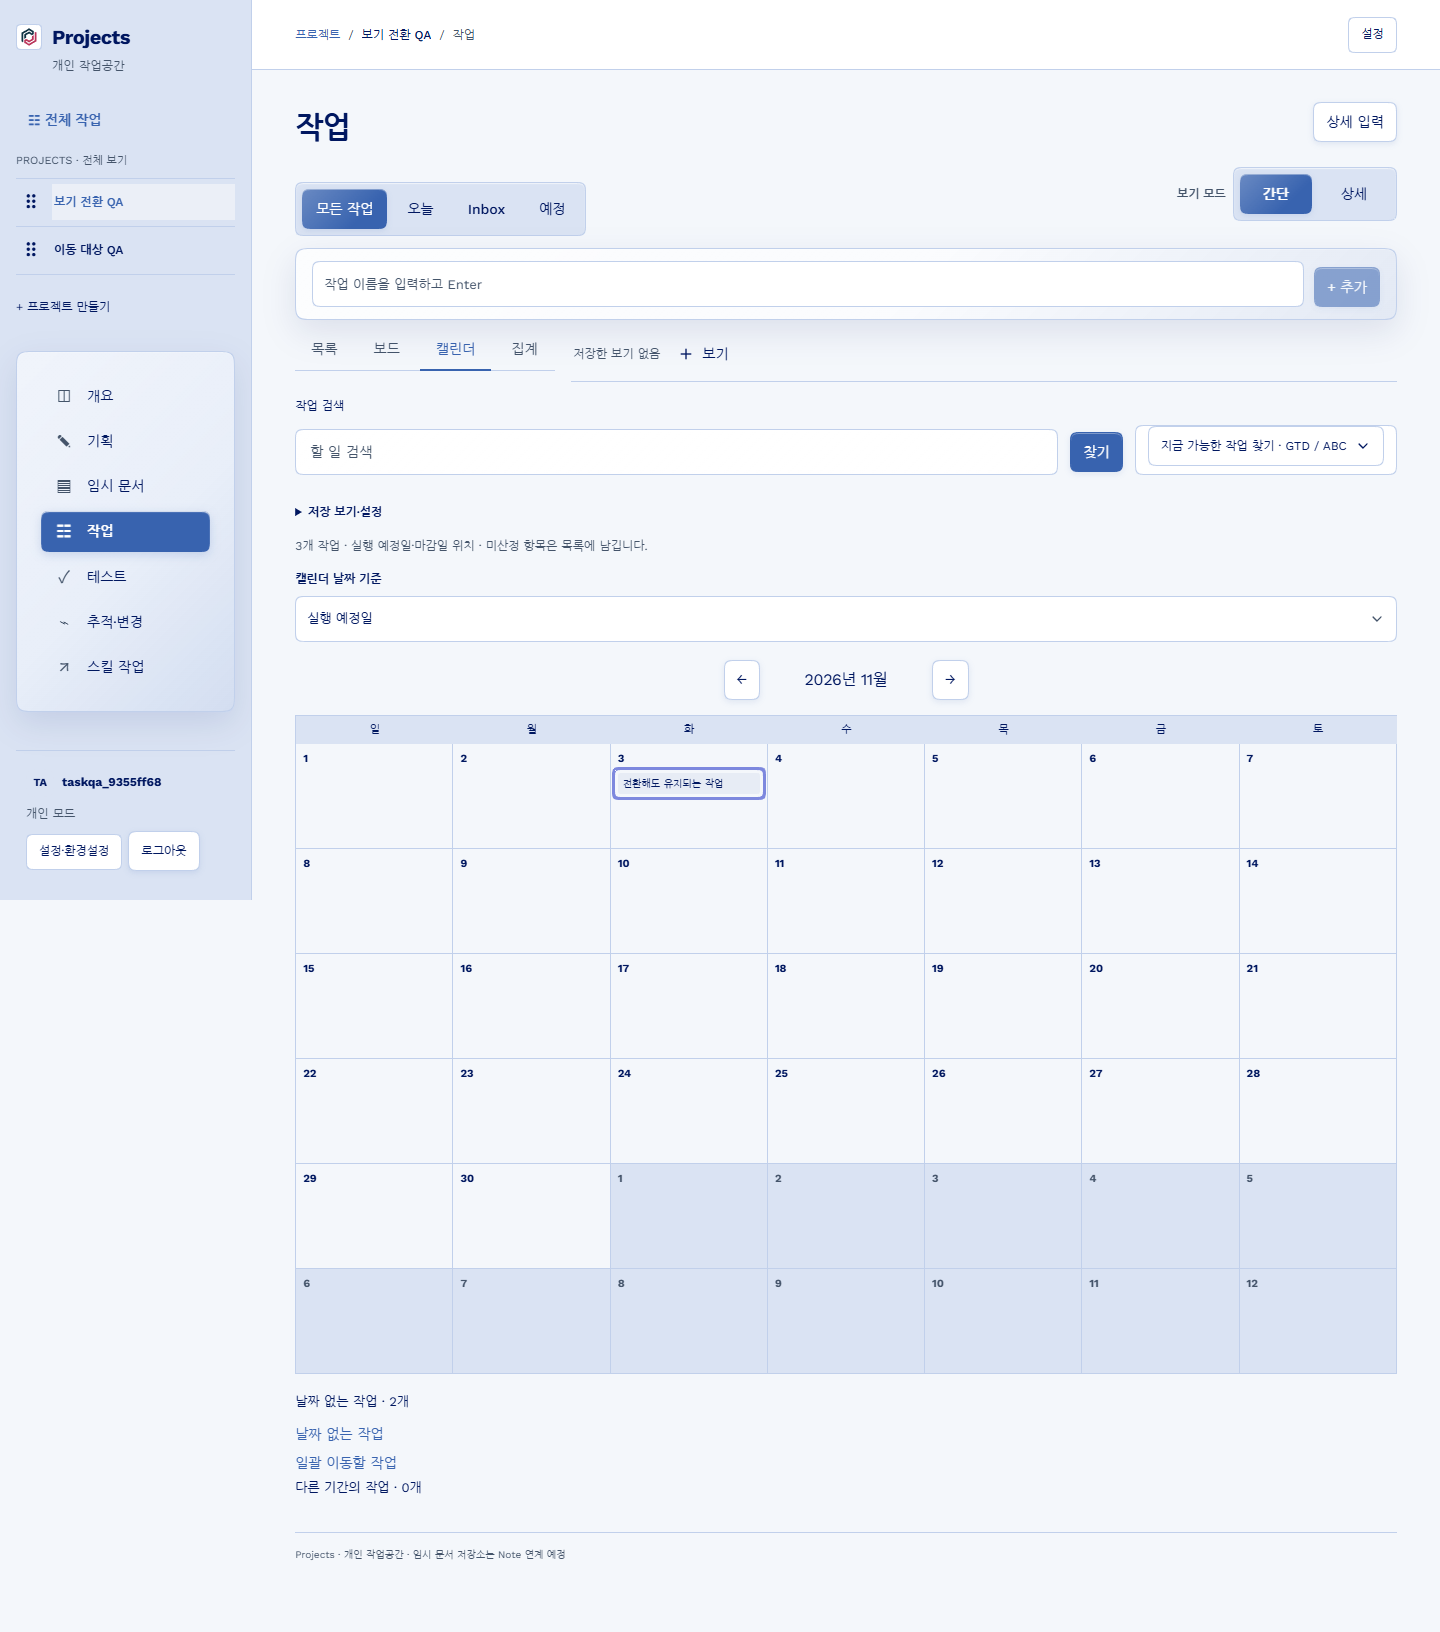 Projects
개인 작업공간
전체 작업
PROJECTS · 전체 보기
보기 전환 QA
이동 대상 QA
+ 프로젝트 만들기
개요
기획
임시 문서
작업
테스트
추적·변경
스킬 작업
TA taskqa_9355ff68
개인 모드
설정·환경설정 로그아웃
프로젝트 / 보기 전환 QA / 작업
설정
작업
상세 입력
모든 작업 오늘 Inbox 예정
보기 모드 간단 상세
작업 이름을 입력하고 Enter
+ 추가
목록 보드 캘린더 집계 저장한 보기 없음 + 보기
작업 검색
할 일 검색 찾기 지금 가능한 작업 찾기 · GTD / ABC
저장 보기·설정
3개 작업 · 실행 예정일·마감일 위치 · 미산정 항목은 목록에 남깁니다.
캘린더 날짜 기준
실행 예정일
← 2026년 11월 →
일 월 화 수 목 금 토
1 2 3 4 5 6 7
전환해도 유지되는 작업
8 9 10 11 12 13 14
15 16 17 18 19 20 21
22 23 24 25 26 27 28
29 30 1 2 3 4 5
6 7 8 9 10 11 12
날짜 없는 작업 · 2개
날짜 없는 작업
일괄 이동할 작업
다른 기간의 작업 · 0개
Projects · 개인 작업공간 · 임시 문서 저장소는 Note 연계 예정